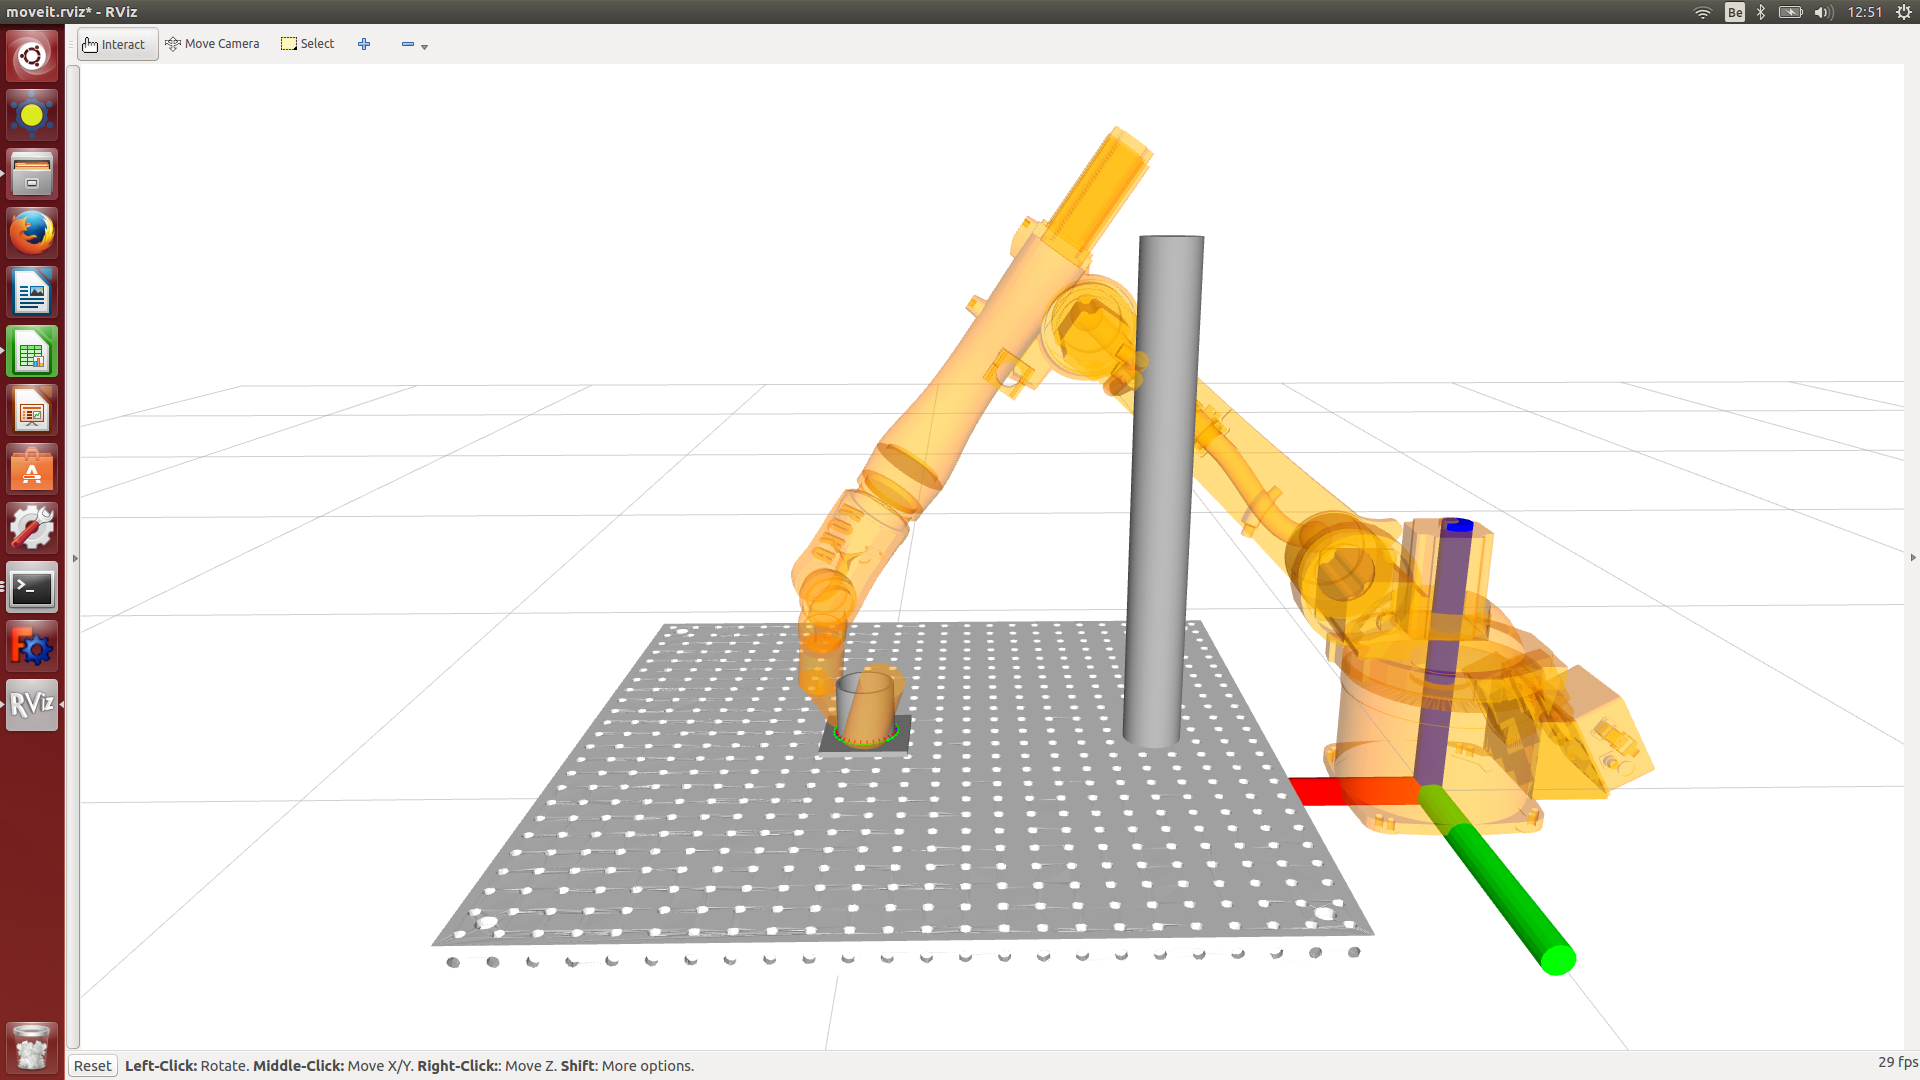 moveit.rviz* - RViz
Be
12:51
Interact
Move Camera
Select
RViz
Reset
Left-Click: Rotate. Middle-Click: Move X/Y. Right-Click:: Move Z. Shift: More options.
29 fps